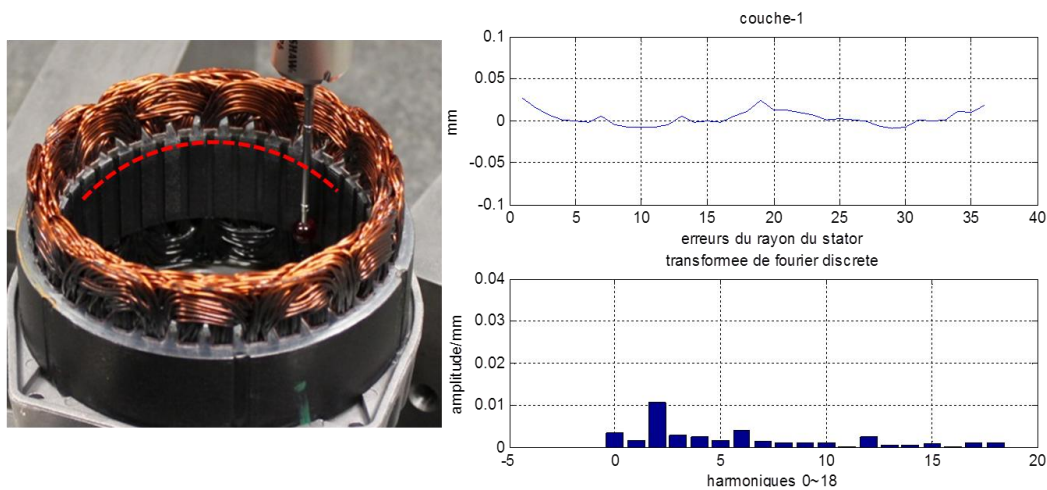 SHAW
couche-1
0.1
0.05
0
-0.05
-0.1
mm
0 5 10 15 20 25 30 35 40
erreurs du rayon du stator
transformee de fourier discrete
0.04
0.03
0.02
0.01
0
amplitude/mm
-5 0 5 10 15 20
harmoniques 0~18